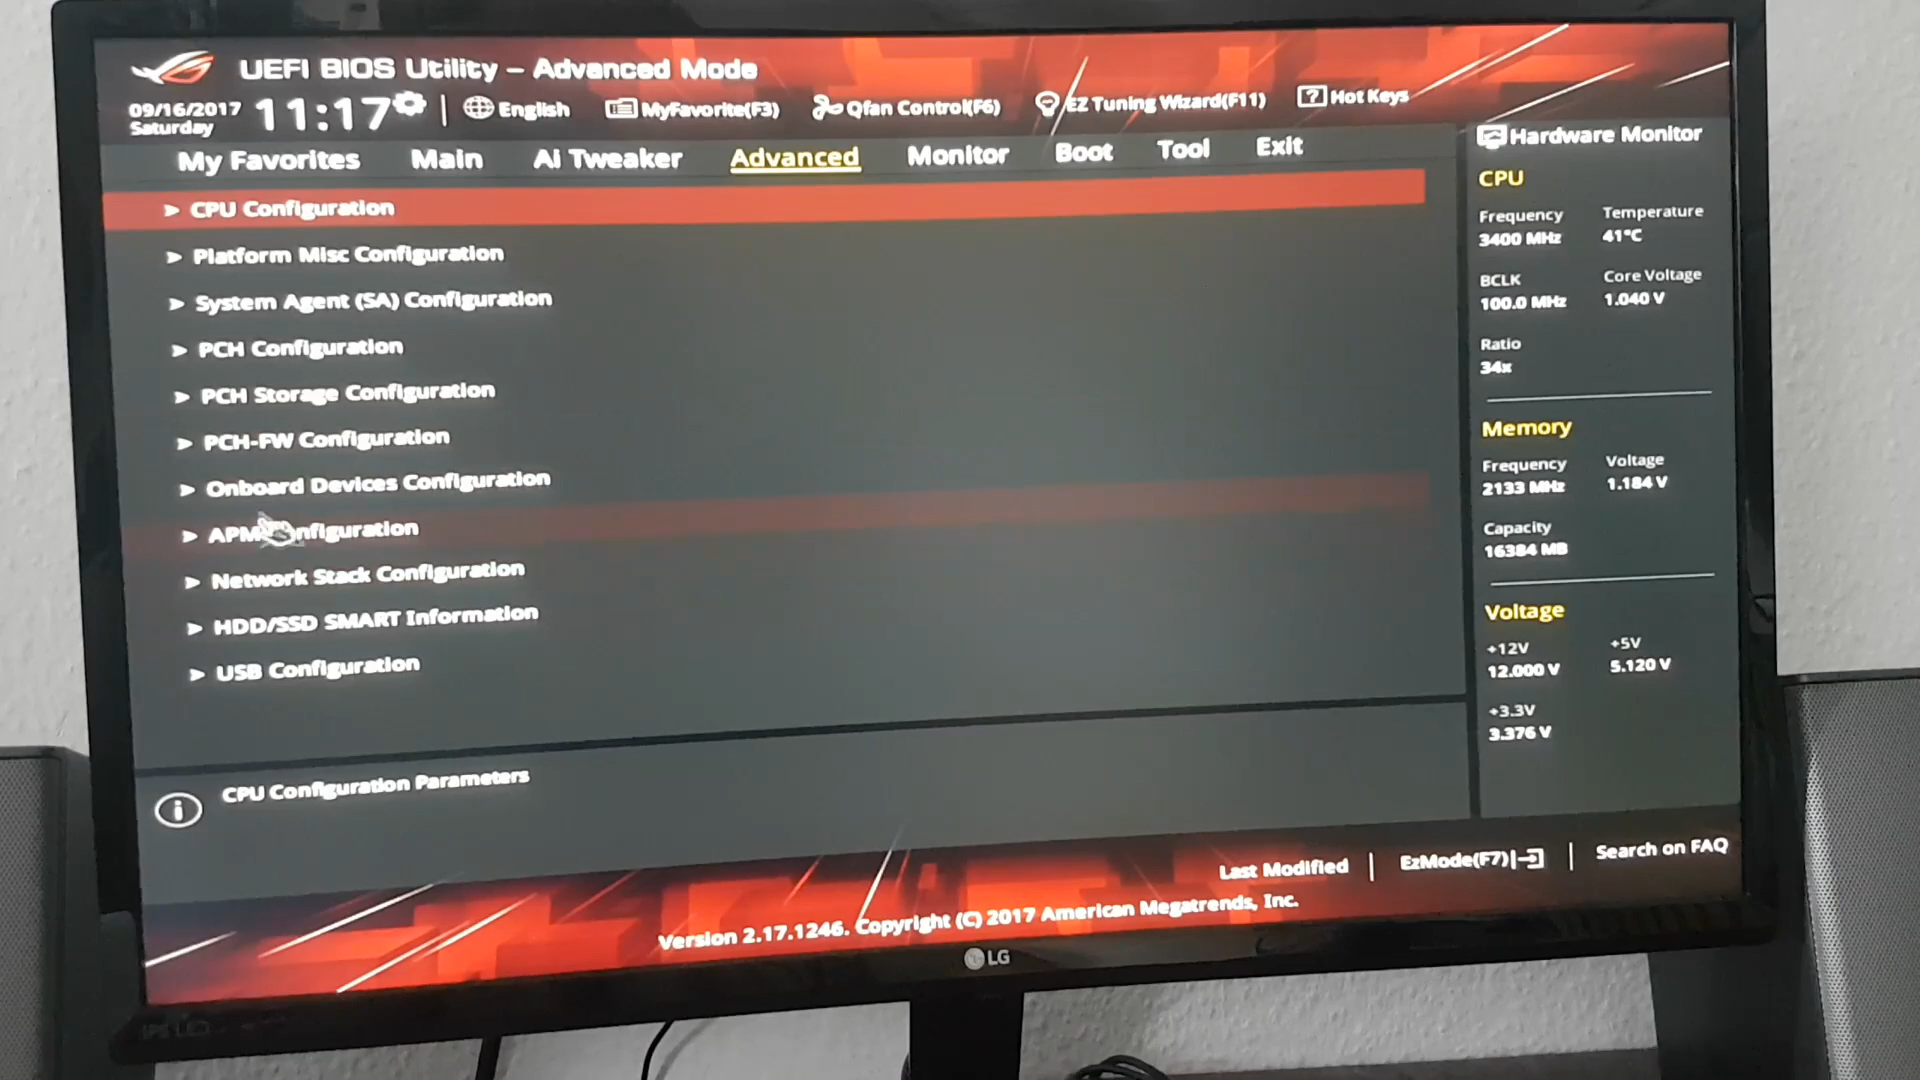 UEFI BIOS Utility – Advanced Mode
09/16/2017
Saturday
11:17
English
MyFavorite(F3)
Qfan Control(F6)
EZ Tuning Wizard(F11)
? Hot Keys
My Favorites
Main
Ai Tweaker
Advanced
Monitor
Boot
Tool
Exit
> CPU Configuration
> Platform Misc Configuration
> System Agent (SA) Configuration
> PCH Configuration
> PCH Storage Configuration
> PCH-FW Configuration
> Onboard Devices Configuration
> APM Configuration
> Network Stack Configuration
> HDD/SSD SMART Information
> USB Configuration
i CPU Configuration Parameters
Hardware Monitor
CPU
Frequency Temperature
3400 MHz 41°C
BCLK Core Voltage
100.0 MHz 1.040 V
Ratio
34x
Memory
Frequency Voltage
2133 MHz 1.184 V
Capacity
16384 MB
Voltage
+12V +5V
12.000 V 5.120 V
+3.3V
3.376 V
Last Modified | EzMode(F7) | Search on FAQ
Version 2.17.1246. Copyright (C) 2017 American Megatrends, Inc.
LG